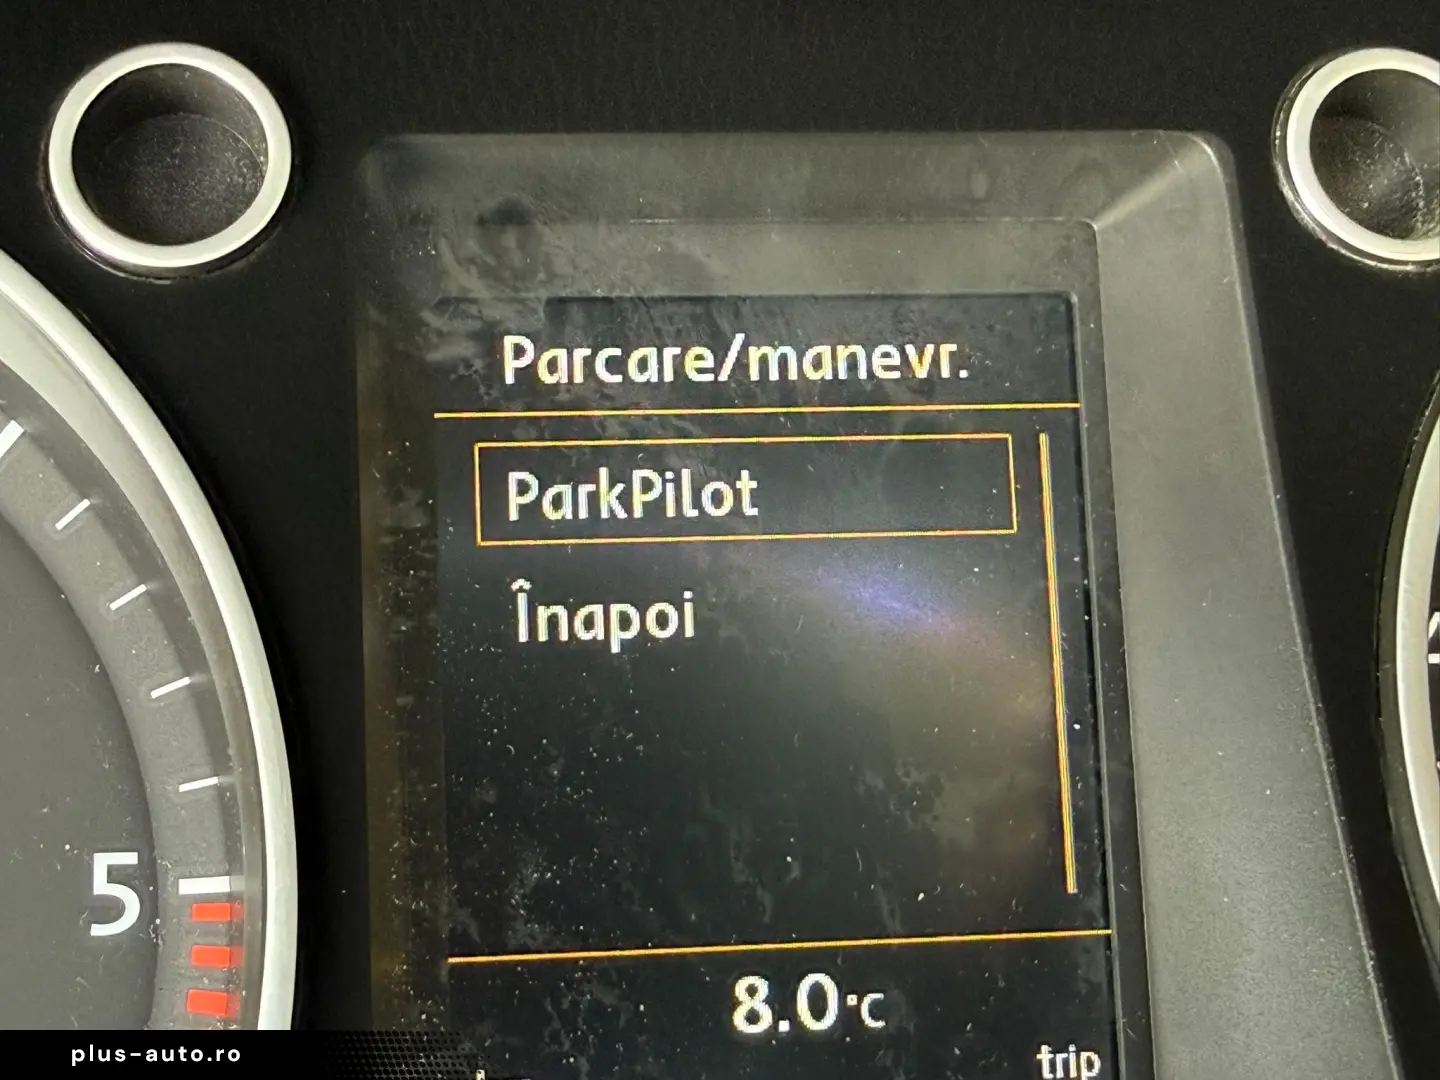 Parcare/manevr.
ParkPilot
Înapoi
5
8.0°C
trip
plus-auto.ro